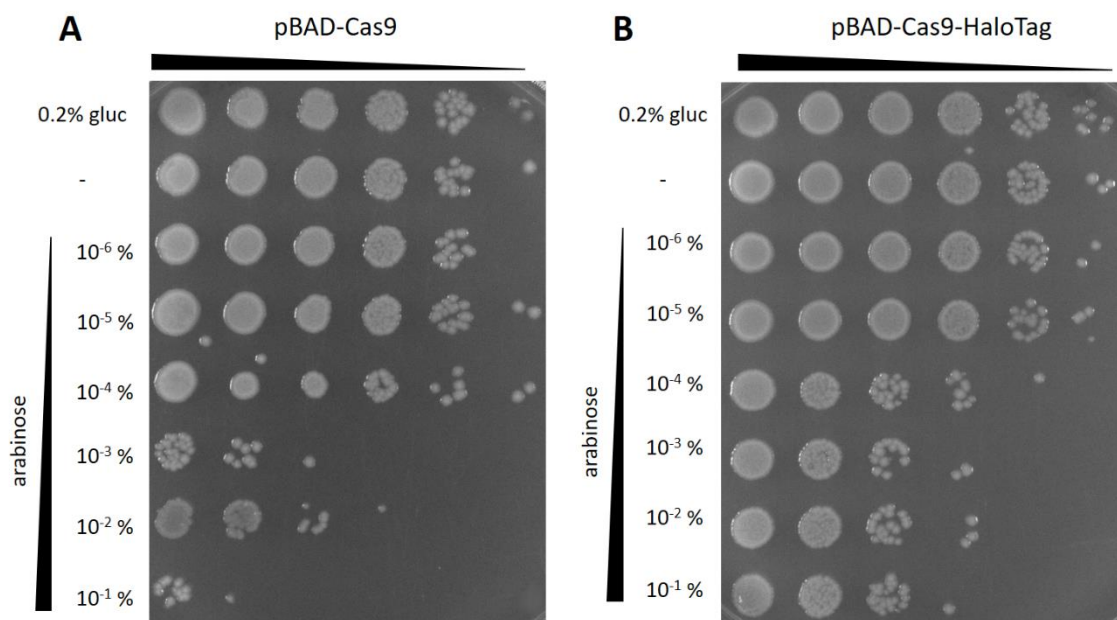 A
pBAD-Cas9
0.2% gluc
-
10⁻⁶ %
10⁻⁵ %
10⁻⁴ %
10⁻³ %
10⁻² %
10⁻¹ %
arabinose
B
pBAD-Cas9-HaloTag
0.2% gluc
-
10⁻⁶ %
10⁻⁵ %
10⁻⁴ %
10⁻³ %
10⁻² %
10⁻¹ %
arabinose